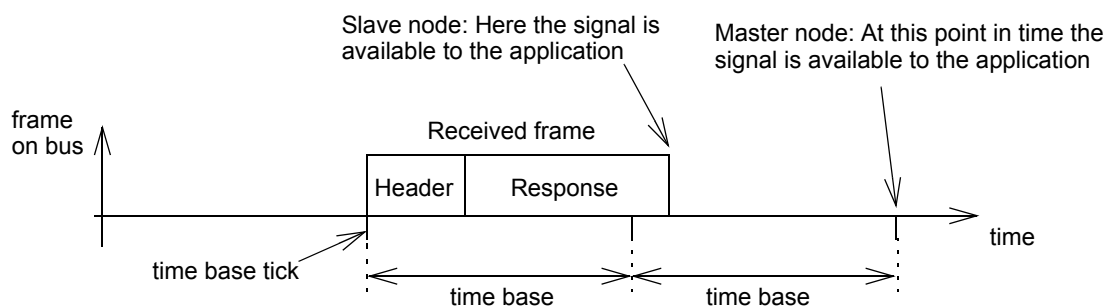 Slave node: Here the signal is
available to the application
Master node: At this point in time the
signal is available to the application
frame
on bus
Received frame
Header
Response
time
time base tick
time base
time base